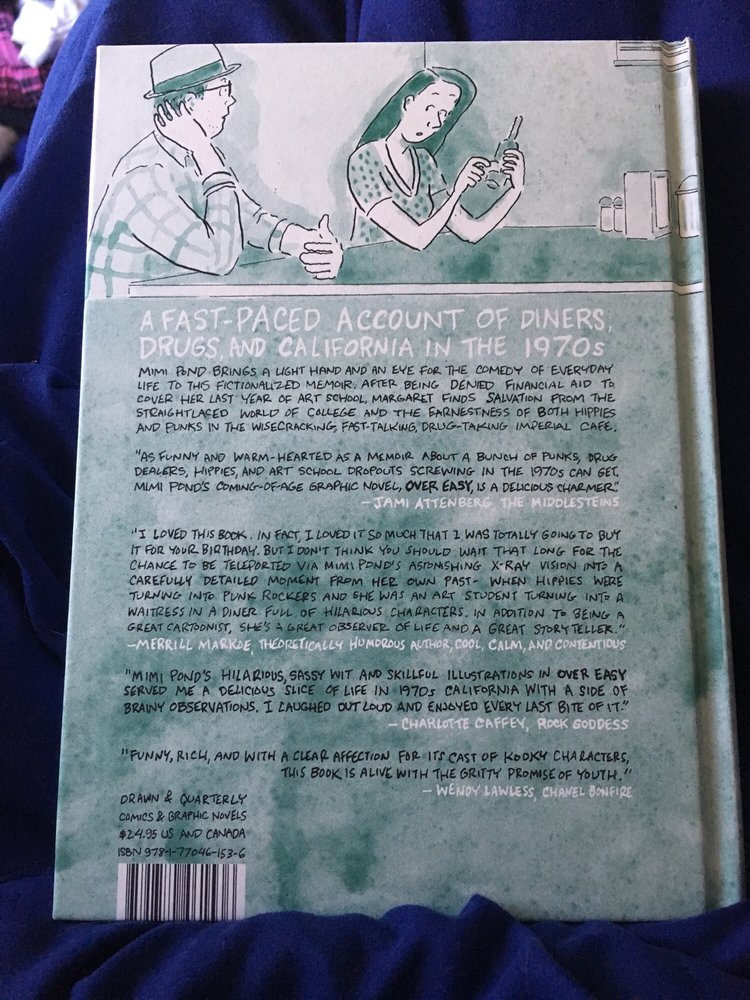 A FAST-PACED ACCOUNT OF DINERS,
DRUGS, AND CALIFORNIA IN THE 1970s
MIMI POND BRINGS A LIGHT HAND AND AN EYE FOR THE COMEDY OF EVERYDAY
LIFE TO THIS FICTIONALIZED MEMOIR. AFTER BEING DENIED FINANCIAL AID TO
COVER HER LAST YEAR OF ART SCHOOL, MARGARET FINDS SALVATION FROM THE
STRAIGHTLACED WORLD OF COLLEGE AND THE EARNESTNESS OF BOTH HIPPIES
AND PUNKS IN THE WISECRACKING, FAST-TALKING, DRUG-TAKING IMPERIAL CAFE.
"AS FUNNY AND WARM-HEARTED AS A MEMOIR ABOUT A BUNCH OF PUNKS, DRUG
DEALERS, HIPPIES, AND ART SCHOOL DROPOUTS SCREWING IN THE 1970s CAN GET.
MIMI POND'S COMING-OF-AGE GRAPHIC NOVEL, OVER EASY, IS A DELICIOUS CHARMER."
—JAMI ATTENBERG, THE MIDDLESTEINS
"I LOVED THIS BOOK. IN FACT, I LOVED IT SO MUCH THAT I WAS TOTALLY GOING TO BUY
IT FOR YOUR BIRTHDAY. BUT I DON'T THINK YOU SHOULD WAIT THAT LONG FOR THE
CHANCE TO BE TELEPORTED VIA MIMI POND'S ASTONISHING X-RAY VISION INTO A
CAREFULLY DETAILED MOMENT FROM HER OWN PAST- WHEN HIPPIES WERE
TURNING INTO PUNK ROCKERS AND SHE WAS AN ART STUDENT TURNING INTO A
WAITRESS IN A DINER FULL OF HILARIOUS CHARACTERS. IN ADDITION TO BEING A
GREAT CARTOONIST, SHE'S A GREAT OBSERVER OF LIFE AND A GREAT STORYTELLER."
—MERRILL MARKOE, THEORETICALLY HUMOROUS AUTHOR, COOL, CALM, AND CONTENTIOUS
"MIMI POND'S HILARIOUS, SASSY WIT AND SKILLFUL ILLUSTRATIONS IN OVER EASY
SERVED ME A DELICIOUS SLICE OF LIFE IN 1970s CALIFORNIA WITH A SIDE OF
BRAINY OBSERVATIONS. I LAUGHED OUT LOUD AND ENJOYED EVERY LAST BITE OF IT."
—CHARLOTTE CAFFEY, ROCK GODDESS
"FUNNY, RICH, AND WITH A CLEAR AFFECTION FOR ITS CAST OF KOOKY CHARACTERS,
THIS BOOK IS ALIVE WITH THE GRITTY PROMISE OF YOUTH."
—WENDY LAWLESS, CHANEL BONFIRE
DRAWN & QUARTERLY
COMICS & GRAPHIC NOVELS
$24.95 US AND CANADA
ISBN 978-1-77046-153-6